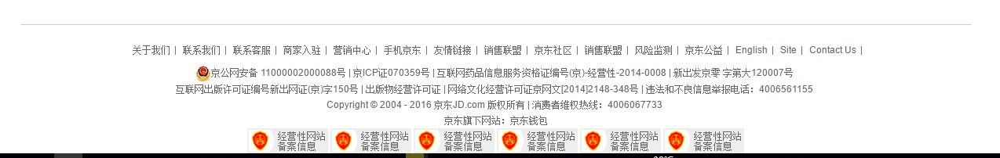 关于我们 | 联系我们 | 联系客服 | 商家入驻 | 营销中心 | 手机京东 | 友情链接 | 销售联盟 | 京东社区 | 销售联盟 | 风险监测 | 京东公益 | English | Site | Contact Us |
京公网安备 11000002000088号 | 京ICP证070359号 | 互联网药品信息服务资格证编号(京)-经营性-2014-0008 | 新出发京零 字第大120007号
互联网出版许可证编号新出网证(京)字150号 | 出版物经营许可证 | 网络文化经营许可证京网文[2014]2148-348号 | 违法和不良信息举报电话：4006561155
Copyright © 2004 - 2016 京东JD.com 版权所有 | 消费者维权热线：4006067733
京东旗下网站：京东钱包
经营性网站 经营性网站 经营性网站 经营性网站 经营性网站 经营性网站
备案信息 备案信息 备案信息 备案信息 备案信息 备案信息